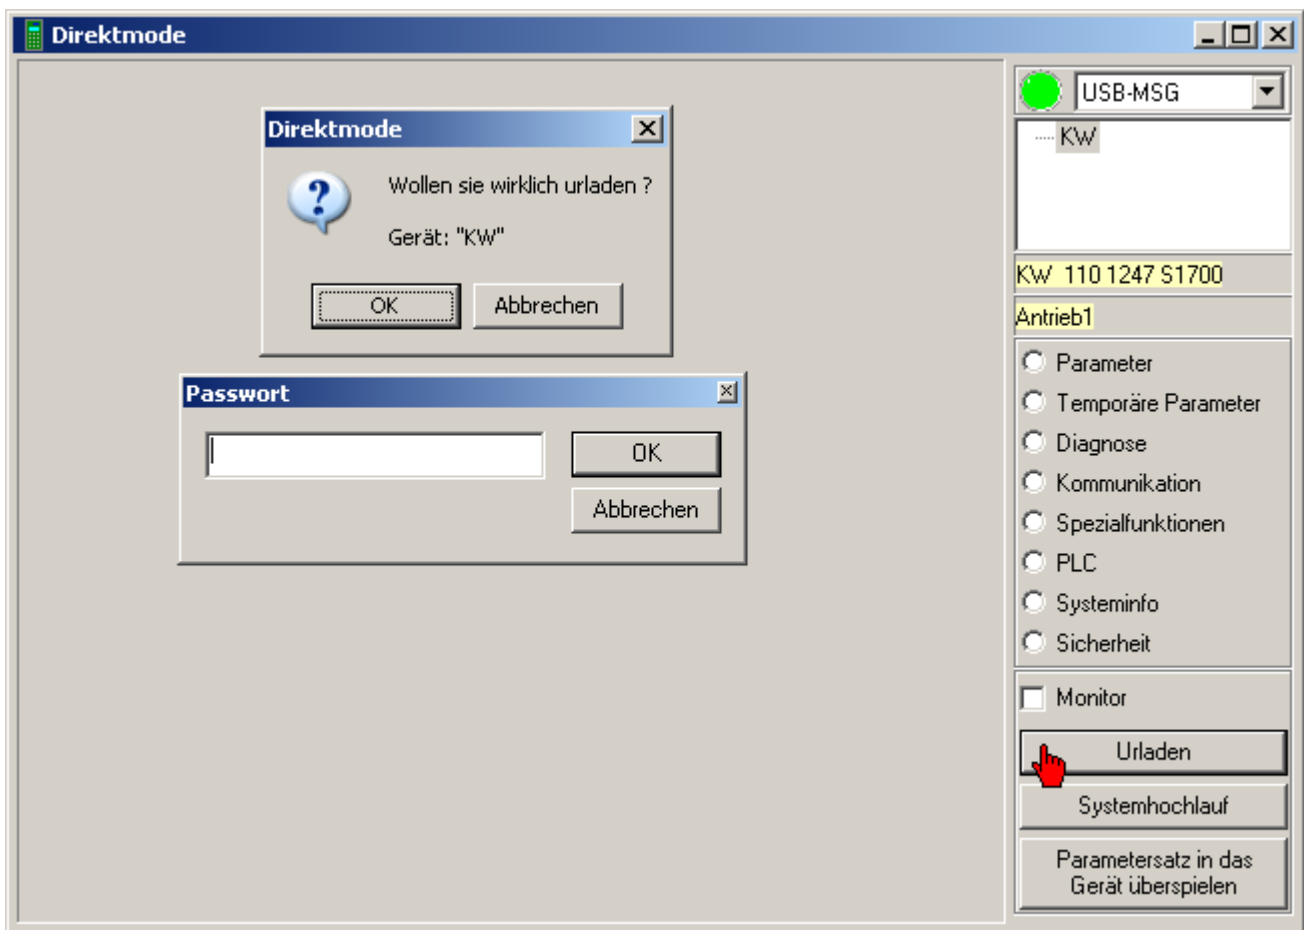 Direktmode
Direktmode
Wollen sie wirklich urladen ?
Gerät: "KW"
OK
Abbrechen
Passwort
OK
Abbrechen
USB-MSG
KW
KW 110 1247 S1700
Antrieb1
Parameter
Temporäre Parameter
Diagnose
Kommunikation
Spezialfunktionen
PLC
Systeminfo
Sicherheit
Monitor
Urladen
Systemhochlauf
Parametersatz in das
Gerät überspielen